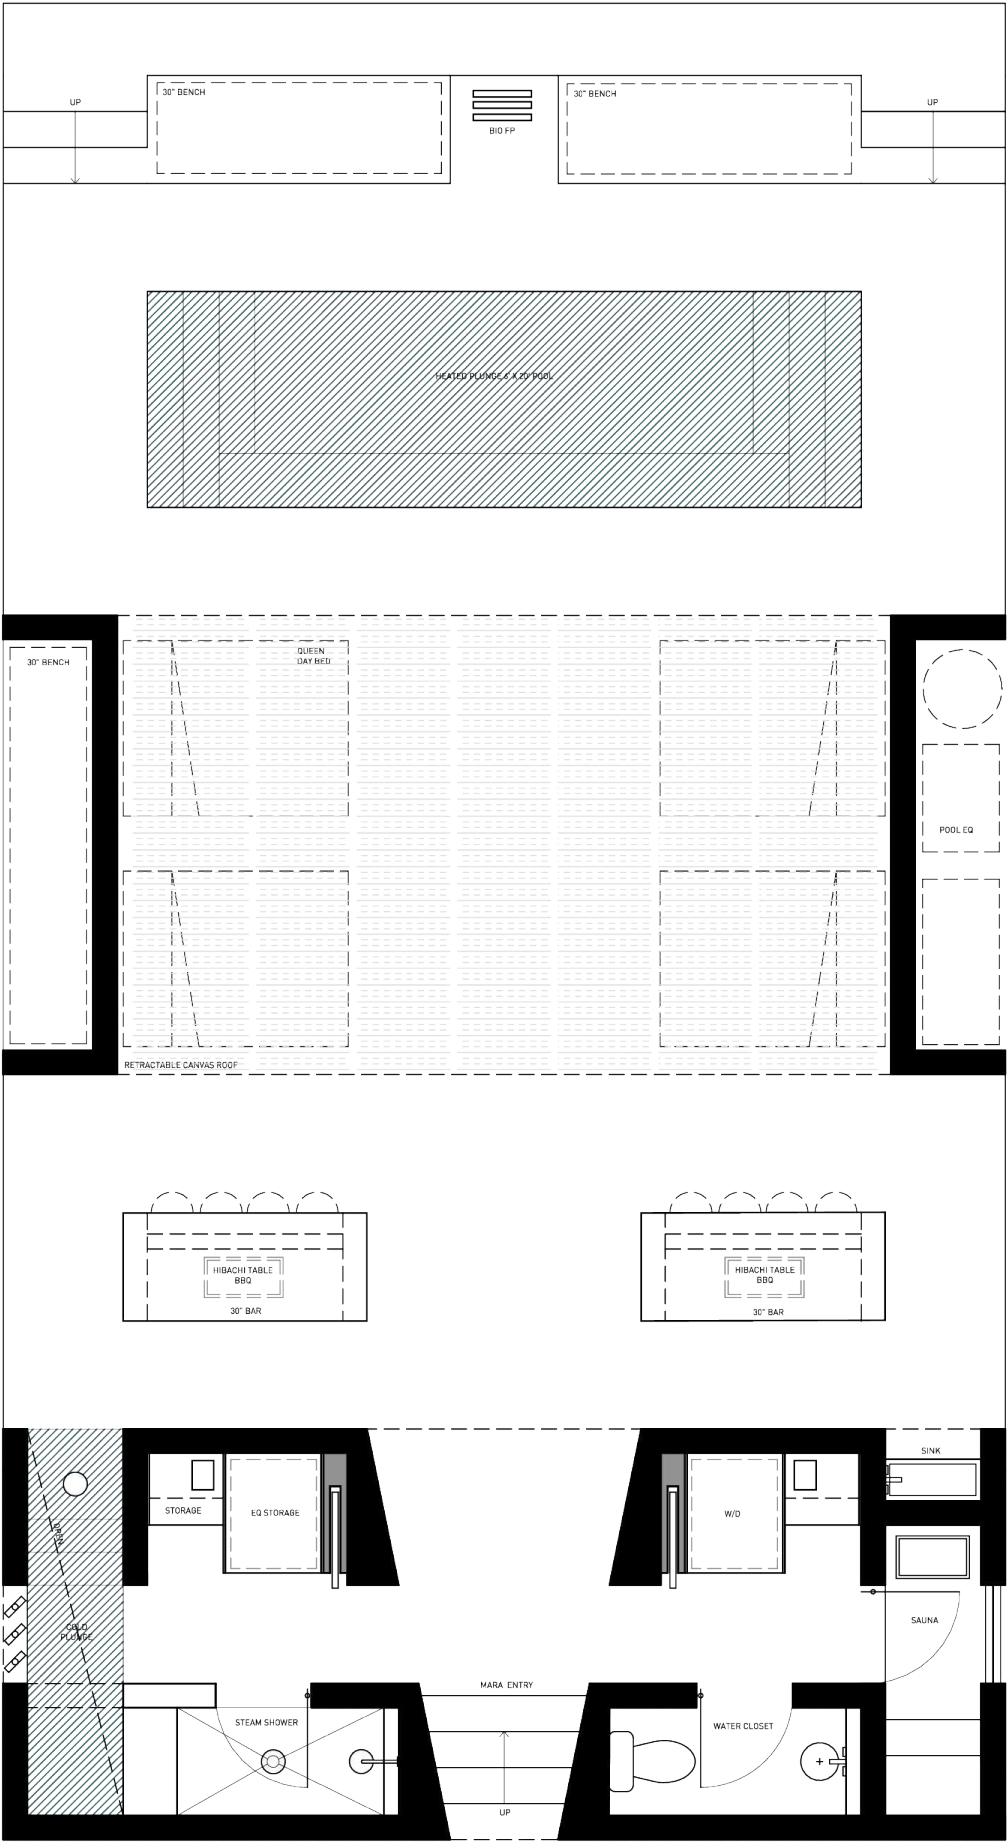 30" BENCH
30" BENCH
UP
UP
BIO FP
HEATED PLUNGE 6' X 20' POOL
QUEEN
DAY BED
30" BENCH
POOL EQ
RETRACTABLE CANVAS ROOF
HIBACHI TABLE
BBQ
30" BAR
HIBACHI TABLE
BBQ
30" BAR
SINK
STORAGE
EQ STORAGE
W/D
OPEN
COLD
PLUNGE
SAUNA
MARA ENTRY
STEAM SHOWER
WATER CLOSET
UP